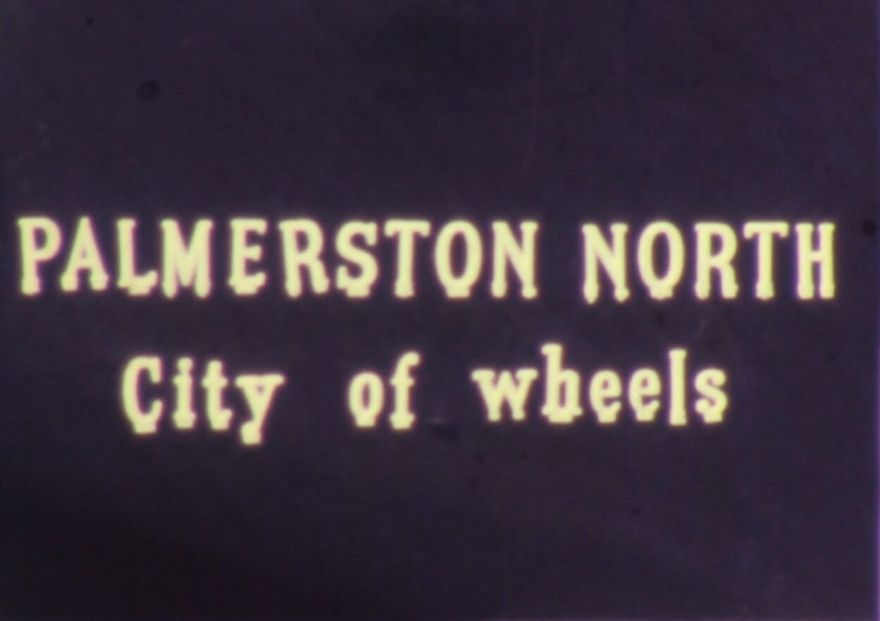 PALMERSTON NORTH
City of wheels